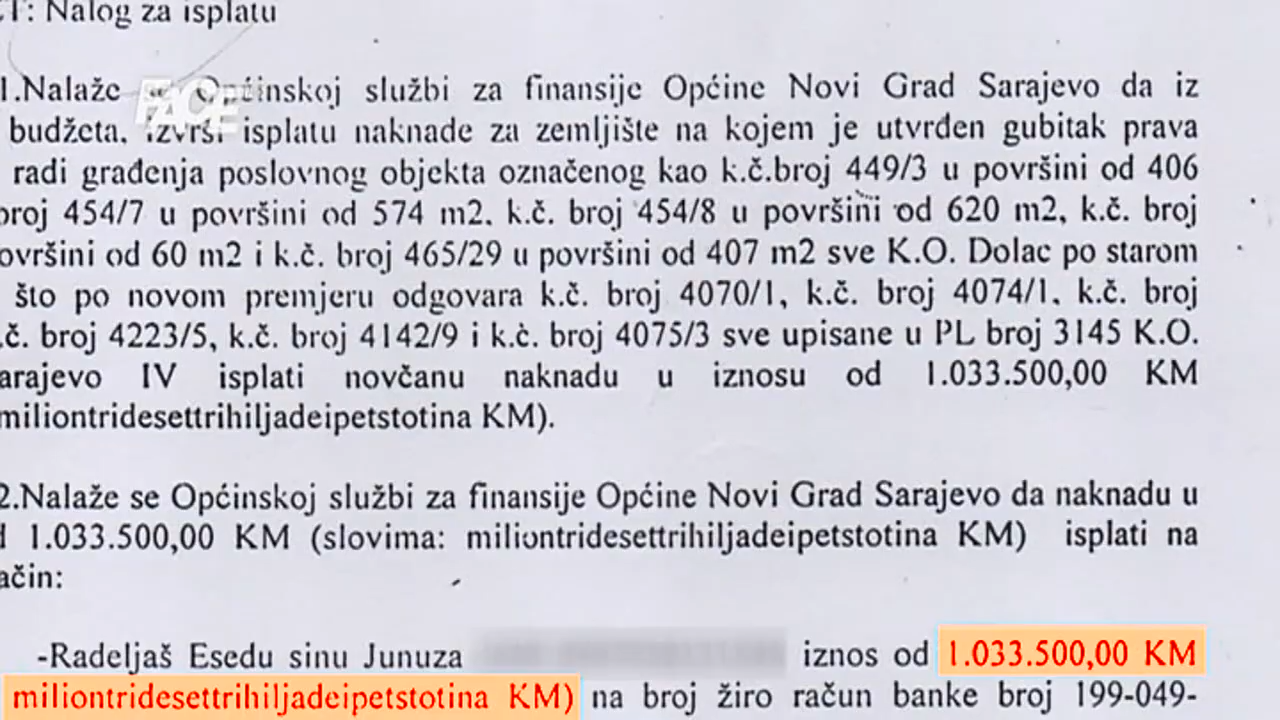 CT: Nalog za isplatu
FACE
1.Nalaže se Općinskoj službi za finansije Općine Novi Grad Sarajevo da iz
budžeta, izvrši isplatu naknade za zemljište na kojem je utvrđen gubitak prava
radi građenja poslovnog objekta označenog kao k.č.broj 449/3 u površini od 406
broj 454/7 u površini od 574 m2, k.č. broj 454/8 u površini od 620 m2, k.č. broj
ovršini od 60 m2 i k.č. broj 465/29 u površini od 407 m2 sve K.O. Dolac po starom
što po novom premjeru odgovara k.č. broj 4070/1, k.č. broj 4074/1, k.č. broj
.č. broj 4223/5, k.č. broj 4142/9 i k.č. broj 4075/3 sve upisane u PL broj 3145 K.O.
arajevo IV isplati novčanu naknadu u iznosu od 1.033.500,00 KM
miliontridesettrihiljadeipetstotina KM).
2.Nalaže se Općinskoj službi za finansije Općine Novi Grad Sarajevo da naknadu u
d 1.033.500,00 KM (slovima: miliontridesettrihiljadeipetstotina KM) isplati na
ačin:
-Radeljaš Esedu sinu Junuza iznos od 1.033.500,00 KM
miliontridesettrihiljadeipetstotina KM) na broj žiro račun banke broj 199-049-